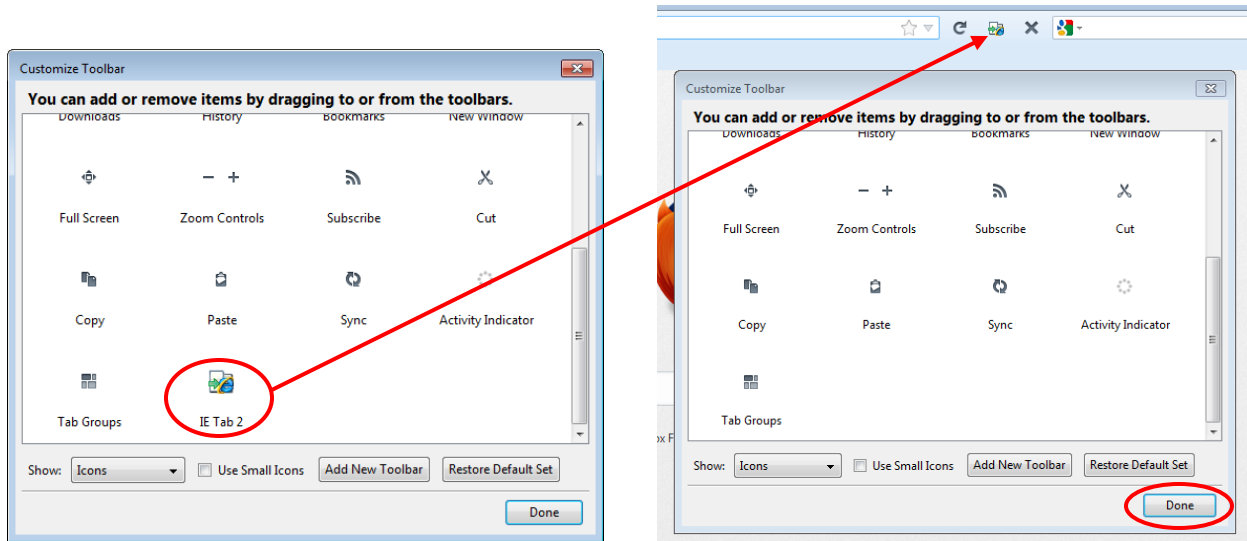 Customize Toolbar
You can add or remove items by dragging to or from the toolbars.
Downloads History Bookmarks New Window
Full Screen Zoom Controls Subscribe Cut
Copy Paste Sync Activity Indicator
Tab Groups IE Tab 2
Show: Icons Use Small Icons Add New Toolbar Restore Default Set
Done
Customize Toolbar
You can add or remove items by dragging to or from the toolbars.
Downloads History Bookmarks New Window
Full Screen Zoom Controls Subscribe Cut
Copy Paste Sync Activity Indicator
Tab Groups
ox F
Show: Icons Use Small Icons Add New Toolbar Restore Default Set
Done